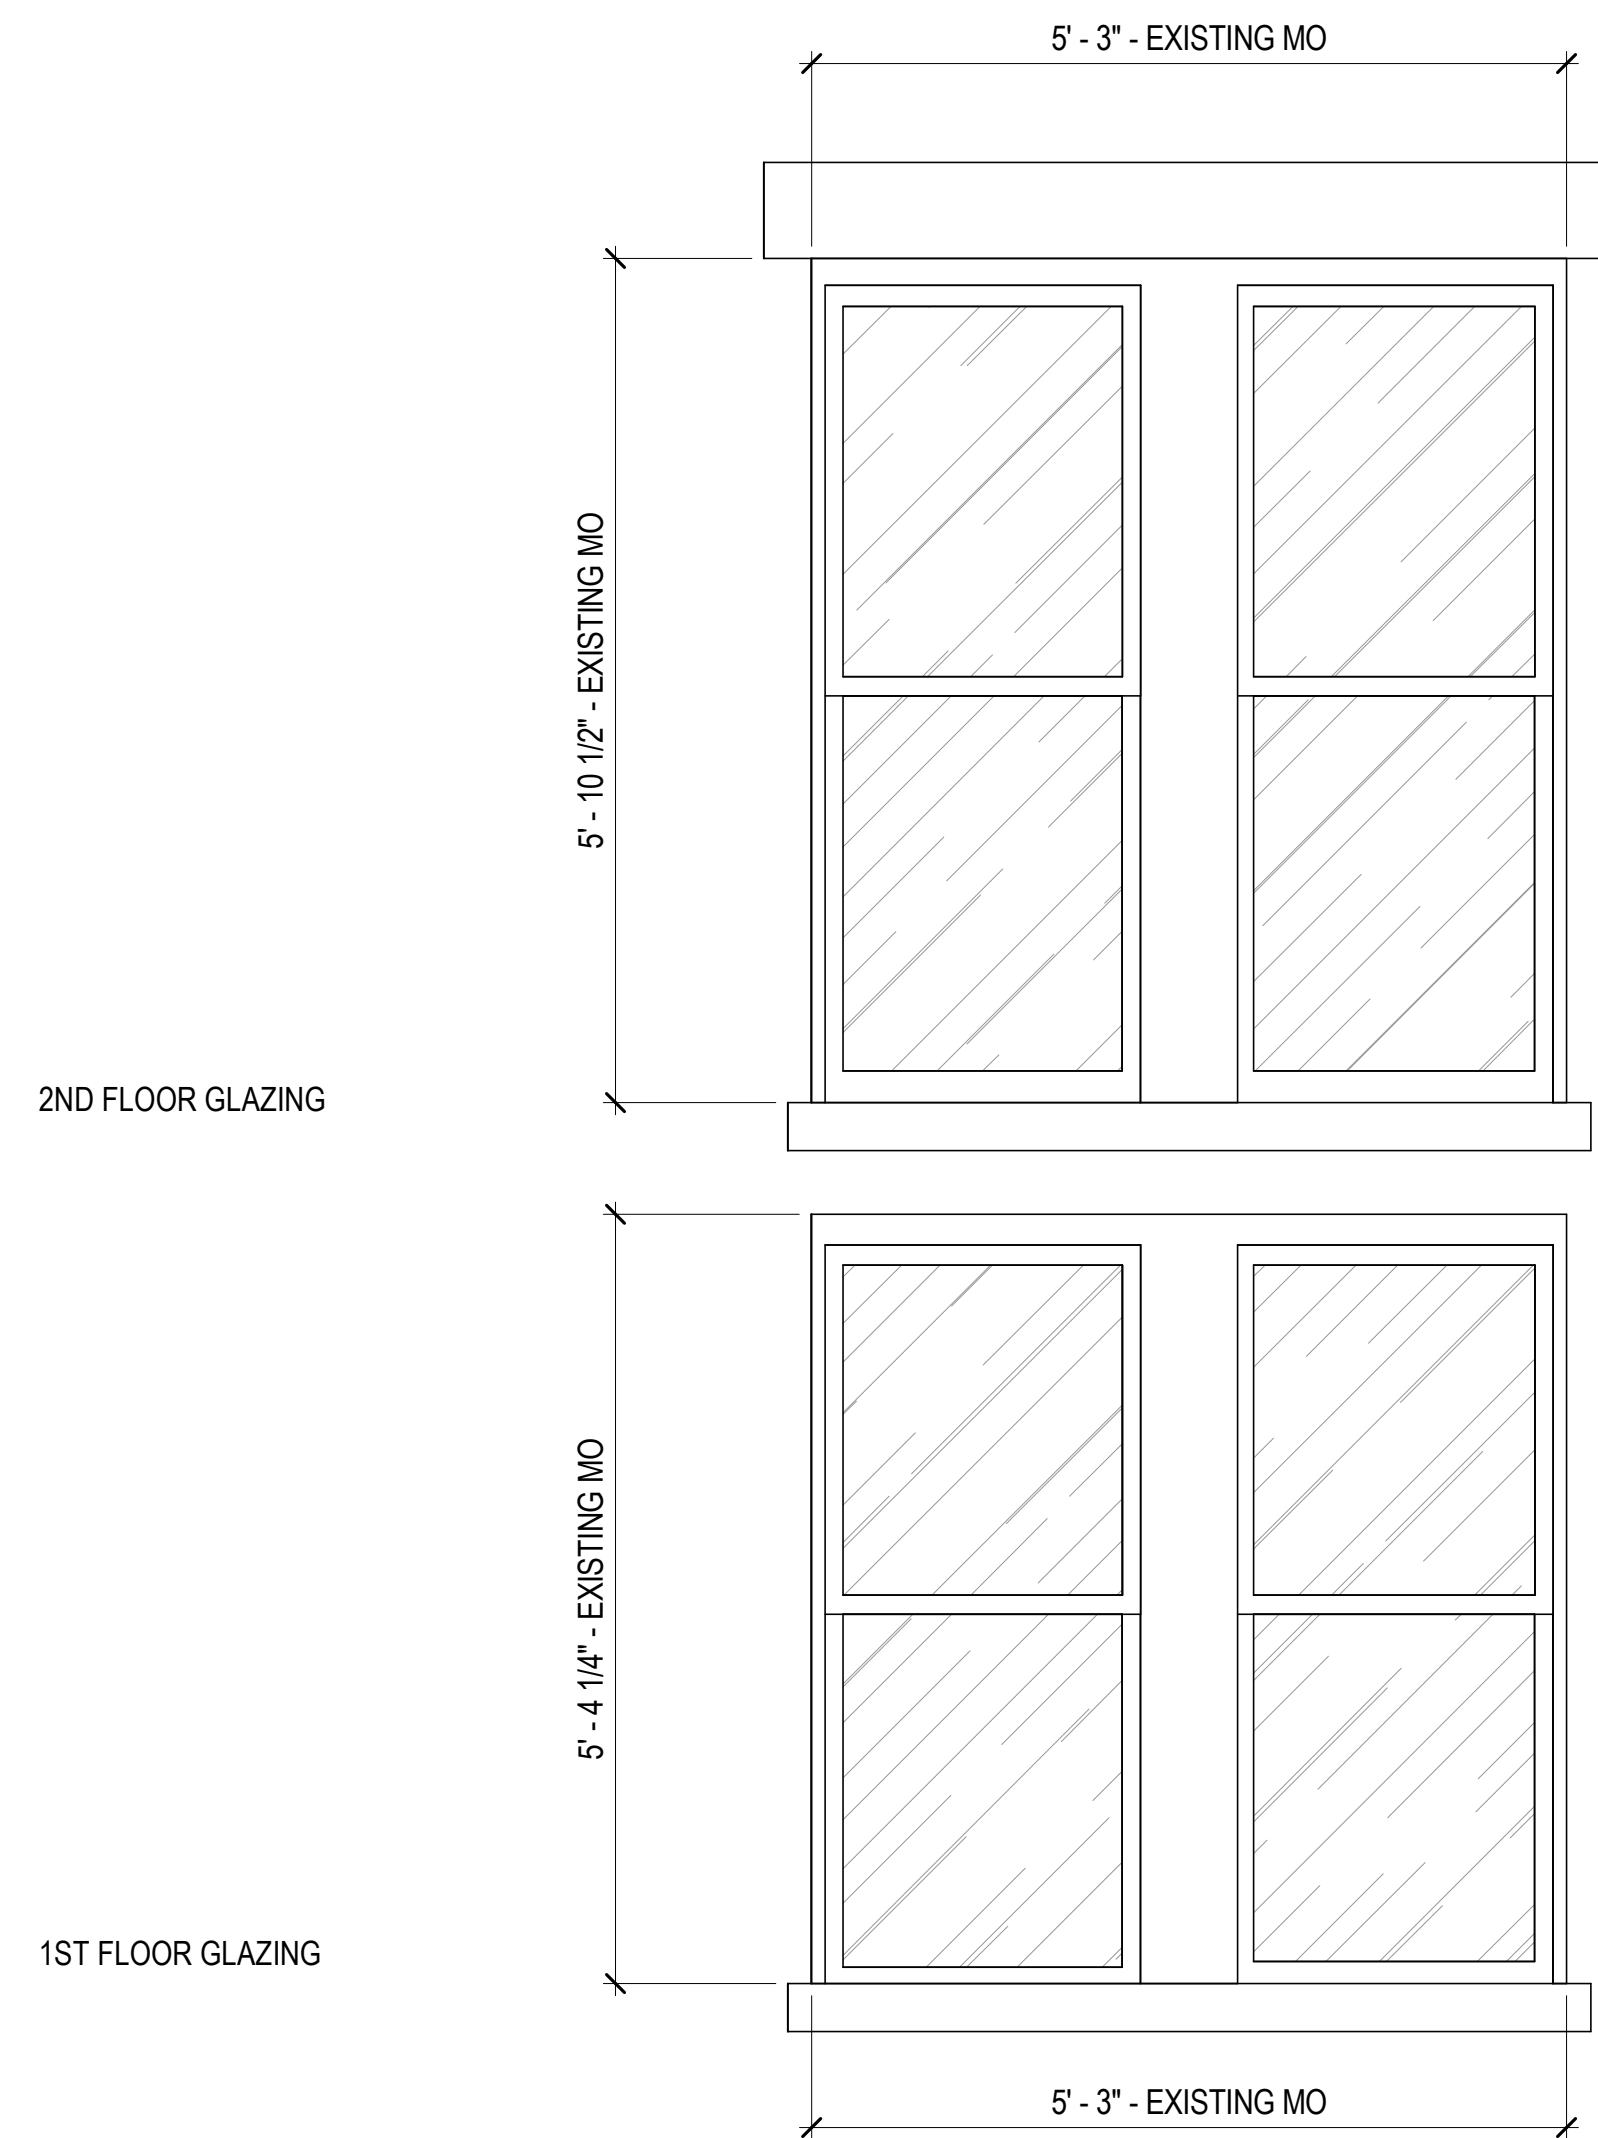 5' - 3" - EXISTING MO
5' - 10 1/2" - EXISTING MO
2ND FLOOR GLAZING
5' - 4 1/4" - EXISTING MO
1ST FLOOR GLAZING
5' - 3" - EXISTING MO